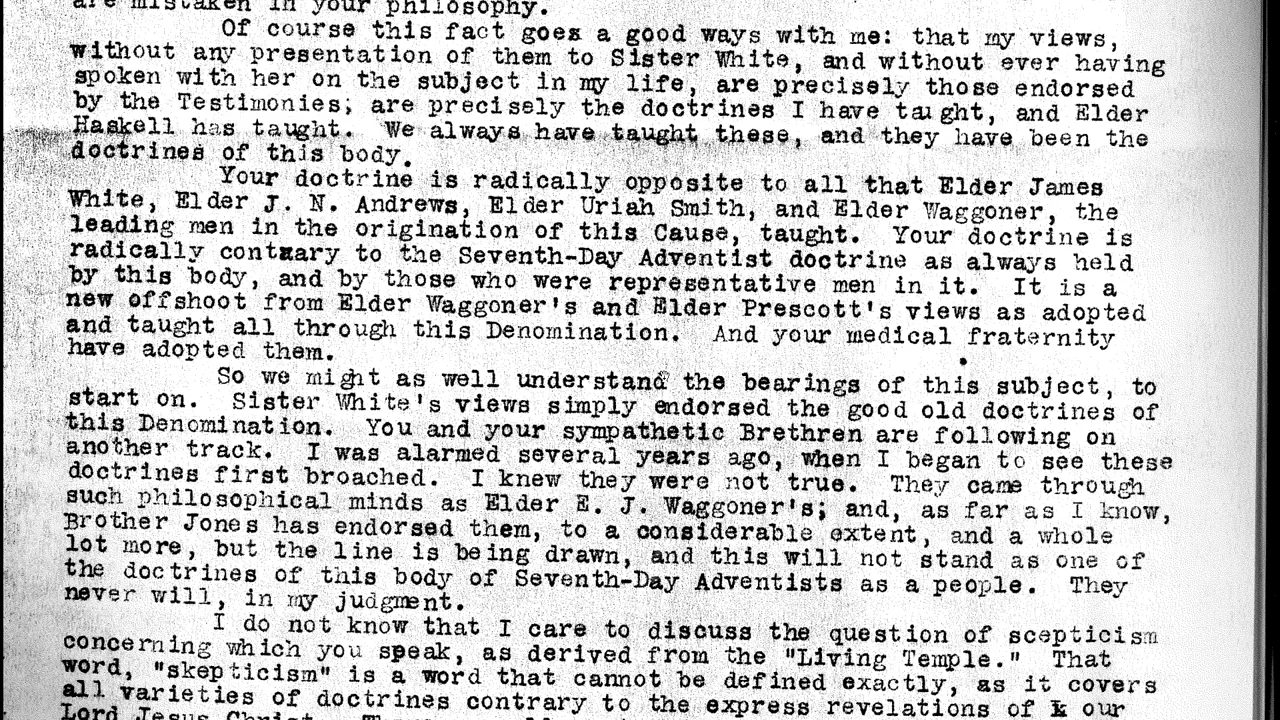 are mistaken in your philosophy.
Of course this fact goes a good ways with me: that my views,
without any presentation of them to Sister White, and without ever having
spoken with her on the subject in my life, are precisely those endorsed
by the Testimonies; are precisely the doctrines I have taught, and Elder
Haskell has taught. We always have taught these, and they have been the
doctrines of this body.
Your doctrine is radically opposite to all that Elder James
White, Elder J. N. Andrews, Elder Uriah Smith, and Elder Waggoner, the
leading men in the origination of this Cause, taught. Your doctrine is
radically contrary to the Seventh-Day Adventist doctrine as always held
by this body, and by those who were representative men in it. It is a
new offshoot from Elder Waggoner's and Elder Prescott's views as adopted
and taught all through this Denomination. And your medical fraternity
have adopted them.
So we might as well understand the bearings of this subject, to
start on. Sister White's views simply endorsed the good old doctrines of
this Denomination. You and your sympathetic Brethren are following on
another track. I was alarmed several years ago, when I began to see these
doctrines first broached. I knew they were not true. They came through
such philosophical minds as Elder E. J. Waggoner's; and, as far as I know,
Brother Jones has endorsed them, to a considerable extent, and a whole
lot more, but the line is being drawn, and this will not stand as one of
the doctrines of this body of Seventh-Day Adventists as a people. They
never will, in my judgment.
I do not know that I care to discuss the question of scepticism
concerning which you speak, as derived from the "Living Temple." That
word, "skepticism" is a word that cannot be defined exactly, as it covers
all varieties of doctrines contrary to the express revelations of k our
Lord Jesus Christ.